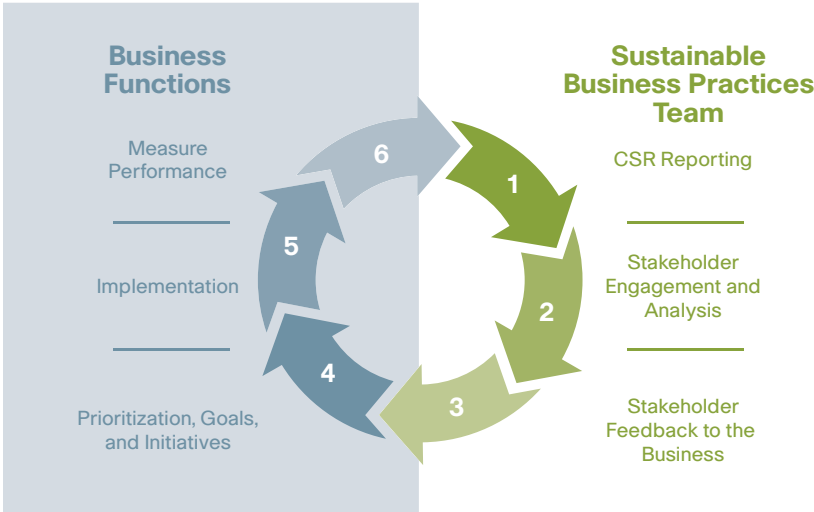 Business
Functions
Measure
Performance
Implementation
Prioritization, Goals,
and Initiatives
6
5
4
1
2
3
Sustainable
Business Practices
Team
CSR Reporting
Stakeholder
Engagement and
Analysis
Stakeholder
Feedback to the
Business